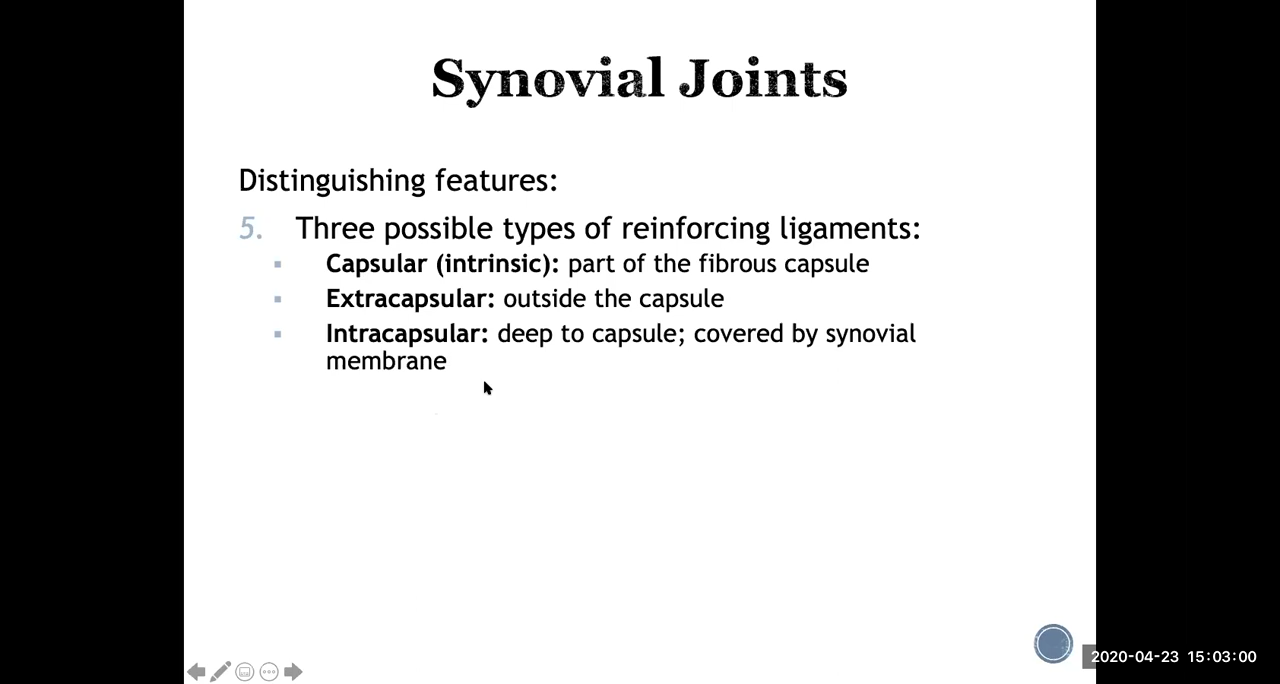 Synovial Joints
Distinguishing features:
5. Three possible types of reinforcing ligaments:
▪ Capsular (intrinsic): part of the fibrous capsule
▪ Extracapsular: outside the capsule
▪ Intracapsular: deep to capsule; covered by synovial
membrane
2020-04-23 15:03:00